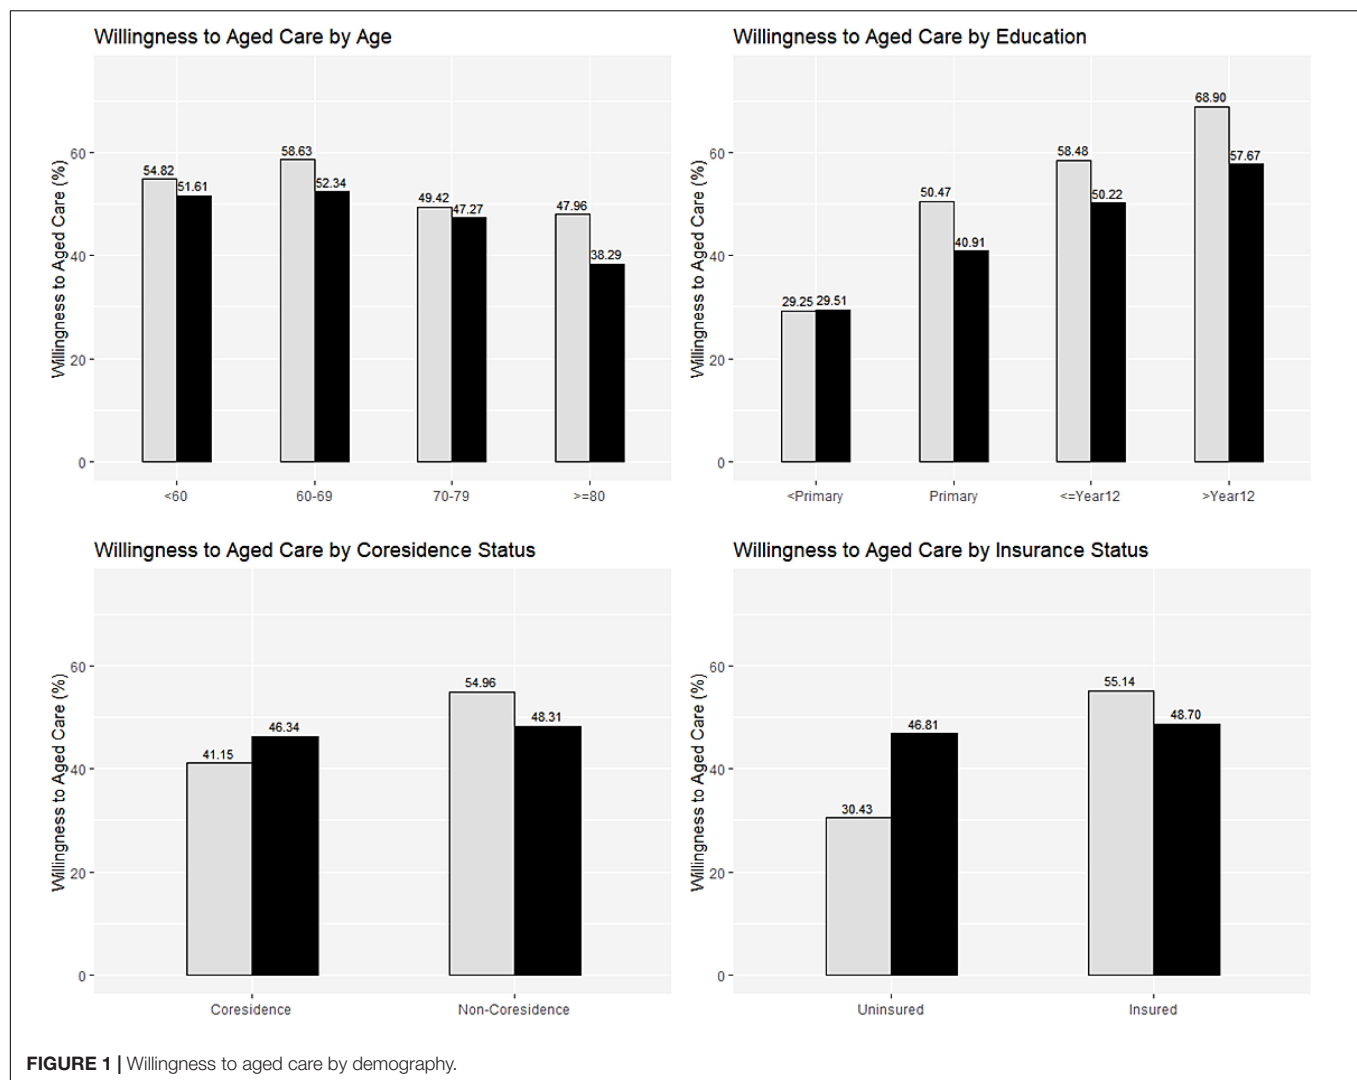 Willingness to Aged Care by Age
Willingness to Aged Care (%)
60
40
20
0
54.82
51.61
58.63
52.34
49.42
47.27
47.96
38.29
<60
60-69
70-79
>=80
Willingness to Aged Care by Education
Willingness to Aged Care (%)
60
40
20
0
29.25
29.51
50.47
40.91
58.48
50.22
68.90
57.67
<Primary
Primary
<=Year12
>Year12
Willingness to Aged Care by Coresidence Status
Willingness to Aged Care (%)
60
40
20
0
41.15
46.34
54.96
48.31
Coresidence
Non-Coresidence
Willingness to Aged Care by Insurance Status
Willingness to Aged Care (%)
60
40
20
0
30.43
46.81
55.14
48.70
Uninsured
Insured
FIGURE 1 | Willingness to aged care by demography.